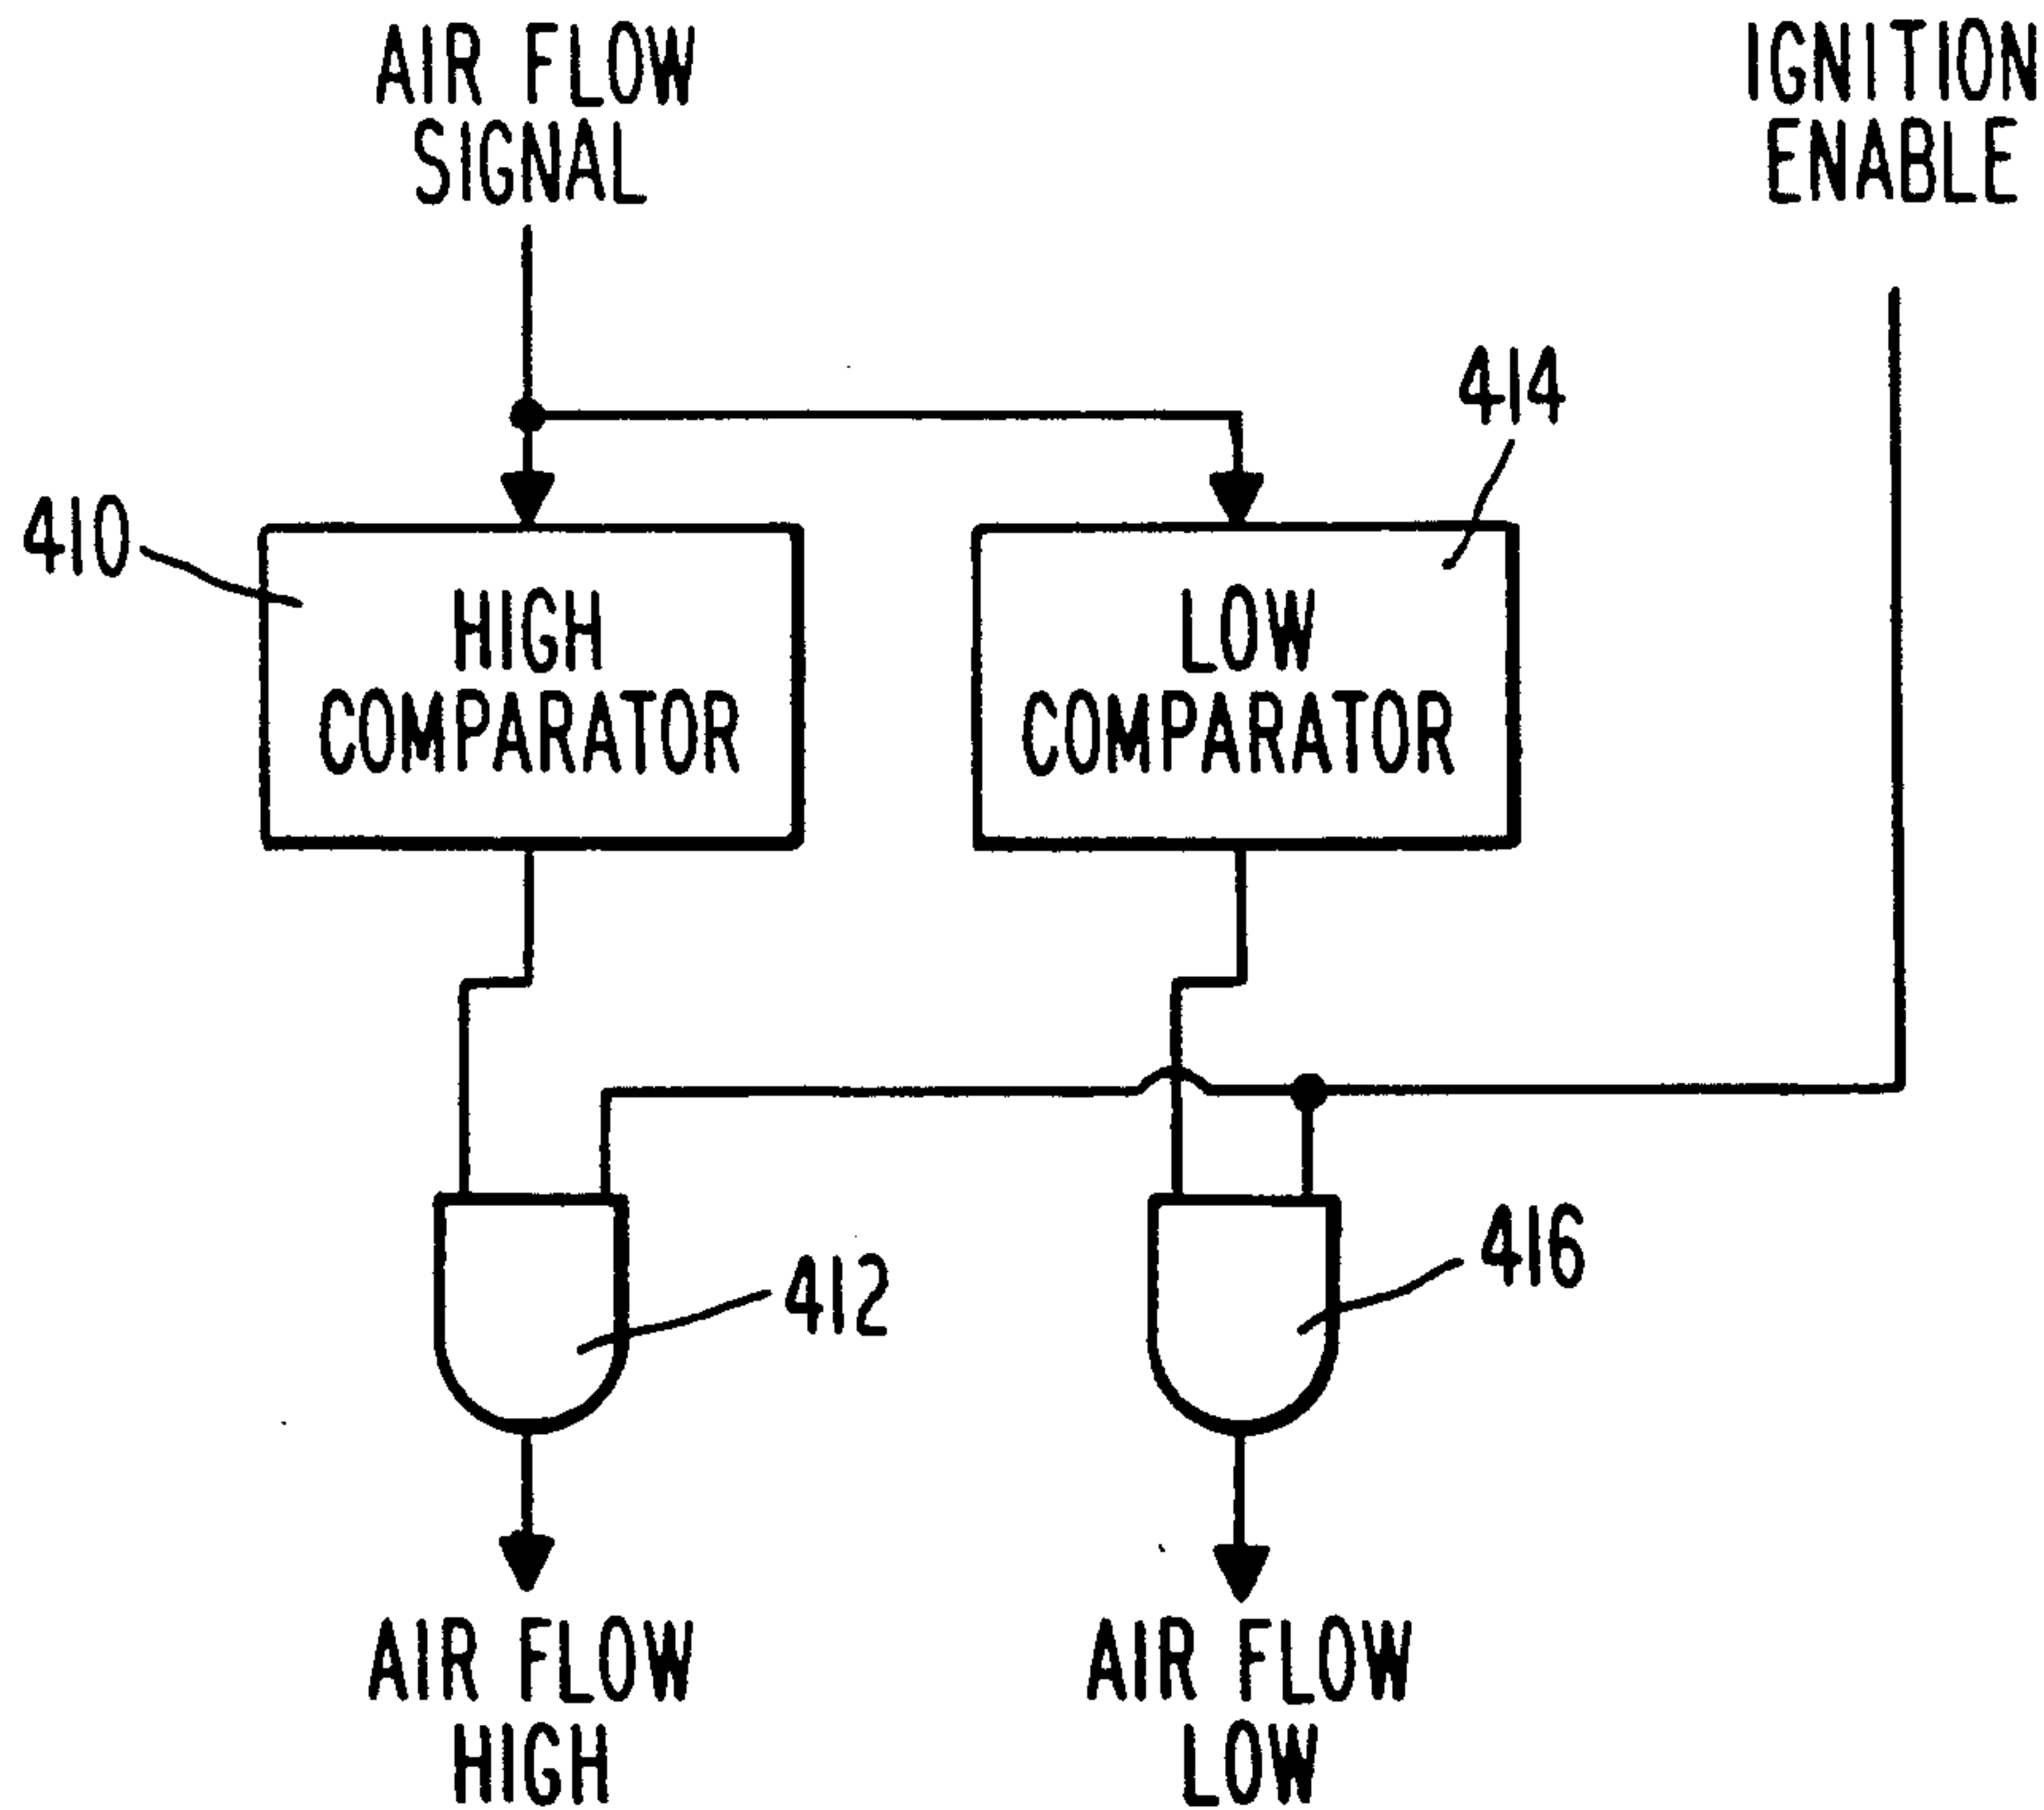 AIR FLOW
SIGNAL
IGNITION
ENABLE
414
410
HIGH
COMPARATOR
LOW
COMPARATOR
412
416
AIR FLOW
HIGH
AIR FLOW
LOW